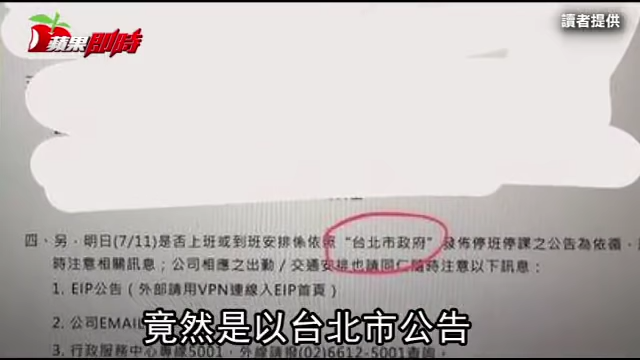 蘋果即時
讀者提供
四、另，明日(7/11)是否上班或到班安排係依照“台北市政府”發佈停班停課之公告為依循，
時注意相關訊息；公司相應之出勤／交通安排也請同仁隨時注意以下訊息：
1. EIP公告（外部請用VPN連線入EIP首頁）
2. 公司EMAIL
3. 行政服務中心專線5001，外線請撥(02)6612-5001查詢。
竟然是以台北市公告